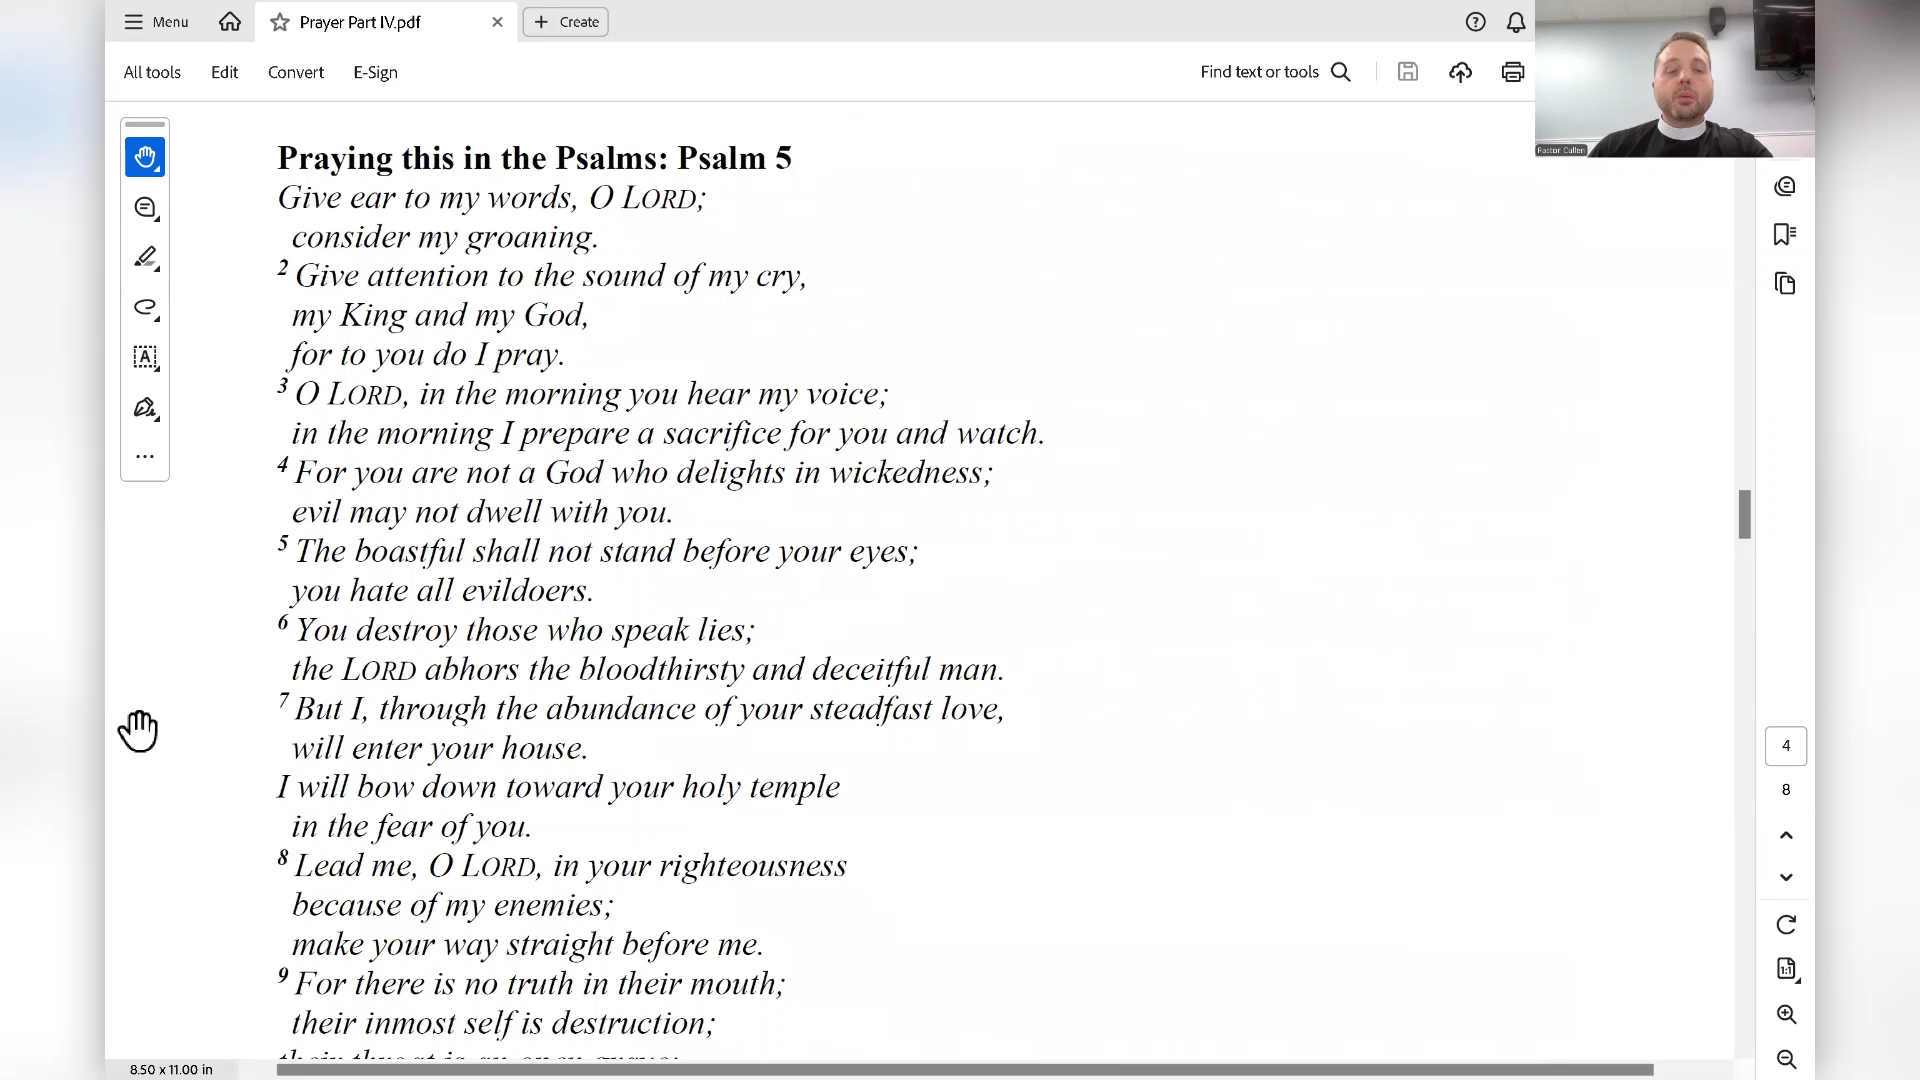 Menu
Prayer Part IV.pdf
Create
All tools
Edit
Convert
E-Sign
Find text or tools
Pastor Cullen
Praying this in the Psalms: Psalm 5
Give ear to my words, O LORD;
consider my groaning.
2 Give attention to the sound of my cry,
my King and my God,
for to you do I pray.
3 O LORD, in the morning you hear my voice;
in the morning I prepare a sacrifice for you and watch.
4 For you are not a God who delights in wickedness;
evil may not dwell with you.
5 The boastful shall not stand before your eyes;
you hate all evildoers.
6 You destroy those who speak lies;
the LORD abhors the bloodthirsty and deceitful man.
7 But I, through the abundance of your steadfast love,
will enter your house.
I will bow down toward your holy temple
in the fear of you.
8 Lead me, O LORD, in your righteousness
because of my enemies;
make your way straight before me.
9 For there is no truth in their mouth;
their inmost self is destruction;
their throat is an open grave;
4
8
8.50 x 11.00 in